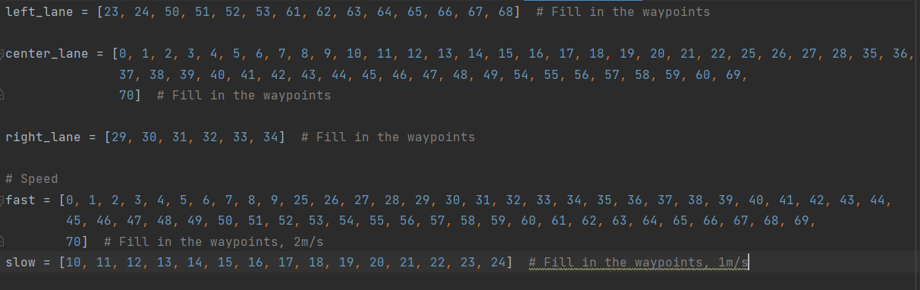 left_lane = [23, 24, 50, 51, 52, 53, 61, 62, 63, 64, 65, 66, 67, 68]  # Fill in the waypoints
center_lane = [0, 1, 2, 3, 4, 5, 6, 7, 8, 9, 10, 11, 12, 13, 14, 15, 16, 17, 18, 19, 20, 21, 22, 25, 26, 27, 28, 35, 36,
37, 38, 39, 40, 41, 42, 43, 44, 45, 46, 47, 48, 49, 54, 55, 56, 57, 58, 59, 60, 69,
70]  # Fill in the waypoints
right_lane = [29, 30, 31, 32, 33, 34]  # Fill in the waypoints
# Speed
fast = [0, 1, 2, 3, 4, 5, 6, 7, 8, 9, 25, 26, 27, 28, 29, 30, 31, 32, 33, 34, 35, 36, 37, 38, 39, 40, 41, 42, 43, 44,
45, 46, 47, 48, 49, 50, 51, 52, 53, 54, 55, 56, 57, 58, 59, 60, 61, 62, 63, 64, 65, 66, 67, 68, 69,
70]  # Fill in the waypoints, 2m/s
slow = [10, 11, 12, 13, 14, 15, 16, 17, 18, 19, 20, 21, 22, 23, 24]  # Fill in the waypoints, 1m/s